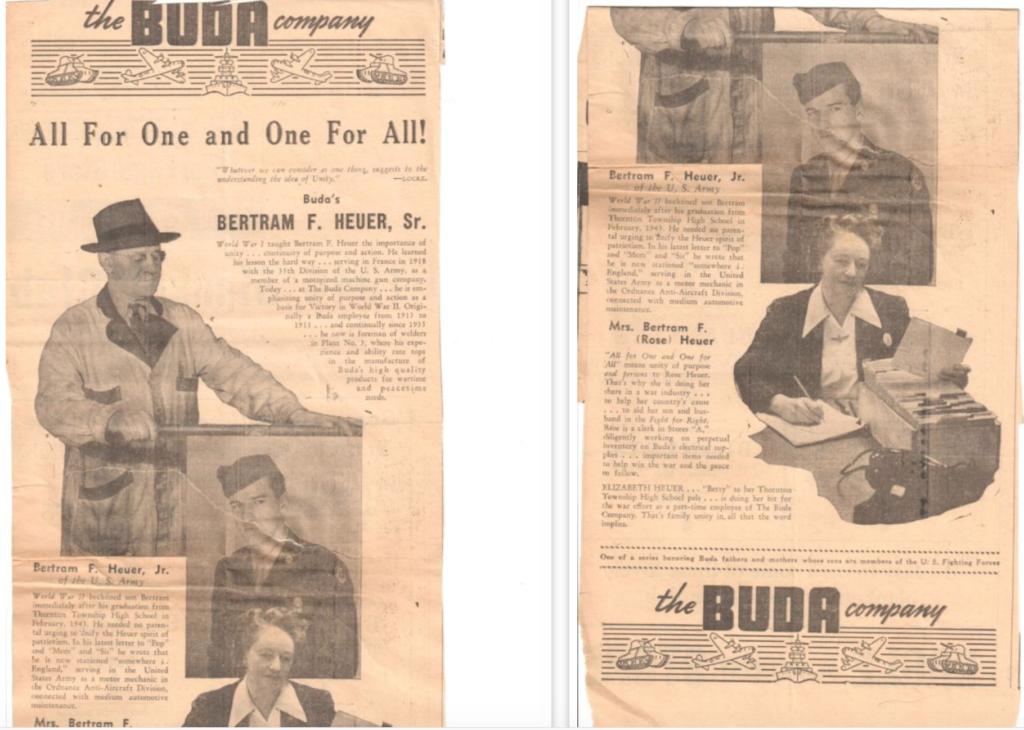 the BUDA company
All For One and One For All!
"Whatever we can consider as one thing, suggests to the
understanding the idea of Unity." —LOCKE.
Buda's
BERTRAM F. HEUER, Sr.
World War I taught Bertram F. Heuer the importance of
unity . . . continuity of purpose and action. He learned
his lesson the hard way . . . serving in France in 1918
with the Division of the U. S. Army, as a
member of a motorized machine gun company.
Today . . . at The Buda Company . . . he is em-
phasizing unity of purpose and action as a
basis for Victory in World War II. Origi-
nally a Buda employee from to
. . . and continually since
. . . he now is foreman of welders
in Plant No. 3, where his expe-
rience and ability rate tops
in the manufacture of
Buda's high quality
products for wartime
and peacetime
needs.
Bertram F. Heuer, Jr.
of the U. S. Army
World War II beckoned son Bertram
immediately after his graduation from
Thornton Township High School in
February, 1943. He needed no paren-
tal urging to unify the Heuer spirit of
patriotism. In his latest letter to "Pop"
and "Mom" and "Sis" he wrote that
he is now stationed "somewhere i.
England," serving in the United
States Army as a motor mechanic in
the Ordnance Anti-Aircraft Division,
connected with medium automotive
maintenance.
Mrs. Bertram F.
Bertram F. Heuer, Jr.
of the U. S. Army
World War II beckoned son Bertram
immediately after his graduation from
Thornton Township High School in
February, 1943. He needed no paren-
tal urging to unify the Heuer spirit of
patriotism. In his latest letter to "Pop"
and "Mom" and "Sis" he wrote that
he is now stationed "somewhere i.
England," serving in the United
States Army as a motor mechanic in
the Ordnance Anti-Aircraft Division,
connected with medium automotive
maintenance.
Mrs. Bertram F.
(Rose) Heuer
"All for One and One for
All" means unity of purpose
and persons to Rose Heuer.
That's why she is doing her
share in a war industry . . .
to help her country's cause
. . . to aid her son and hus-
band in the Fight for Right.
Rose is a clerk in Stores "A,"
diligently working on perpetual
inventory on Buda's electrical sup-
plies . . . important items needed
to help win the war and the peace
to follow.
ELIZABETH HEUER . . . "Betty" to her Thornton
Township High School pals . . . is doing her bit for
the war effort as a part-time employee of The Buda
Company. That's family unity in all that the word
implies.
One of a series honoring Buda fathers and mothers whose sons are members of the U. S. Fighting Forces
the BUDA company